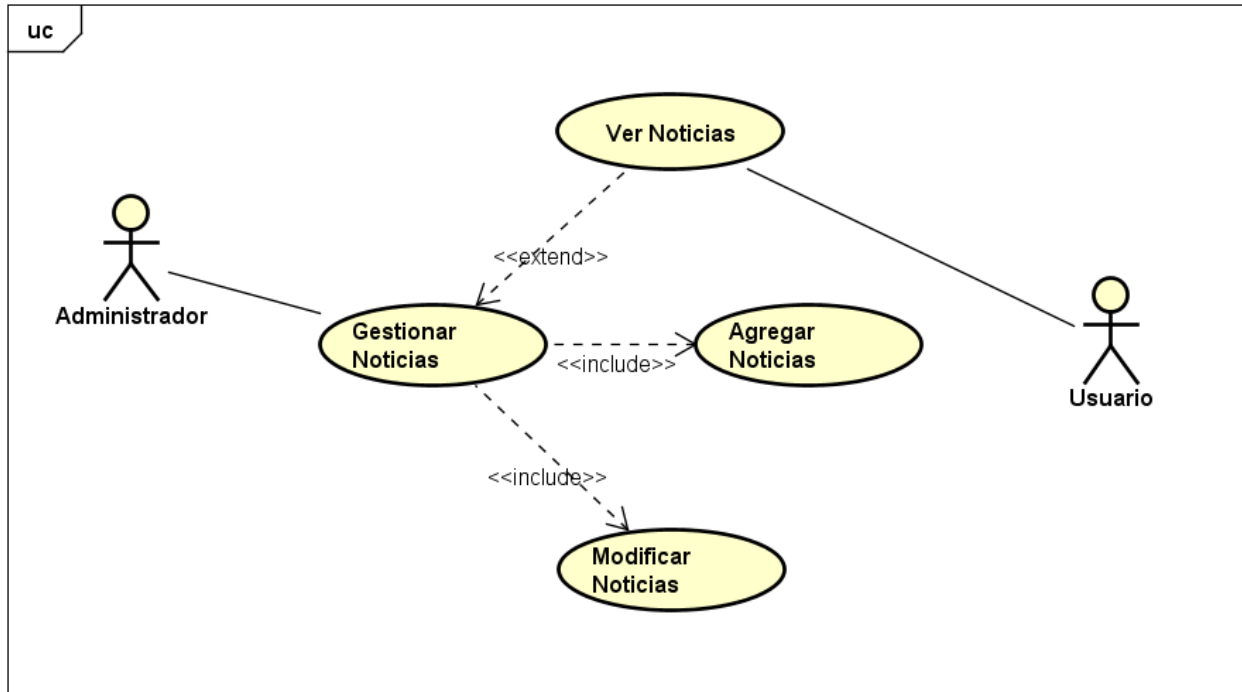 uc
Ver Noticias
<<extend>>
Administrador
Gestionar
Noticias
<<include>>
Agregar
Noticias
Usuario
<<include>>
Modificar
Noticias